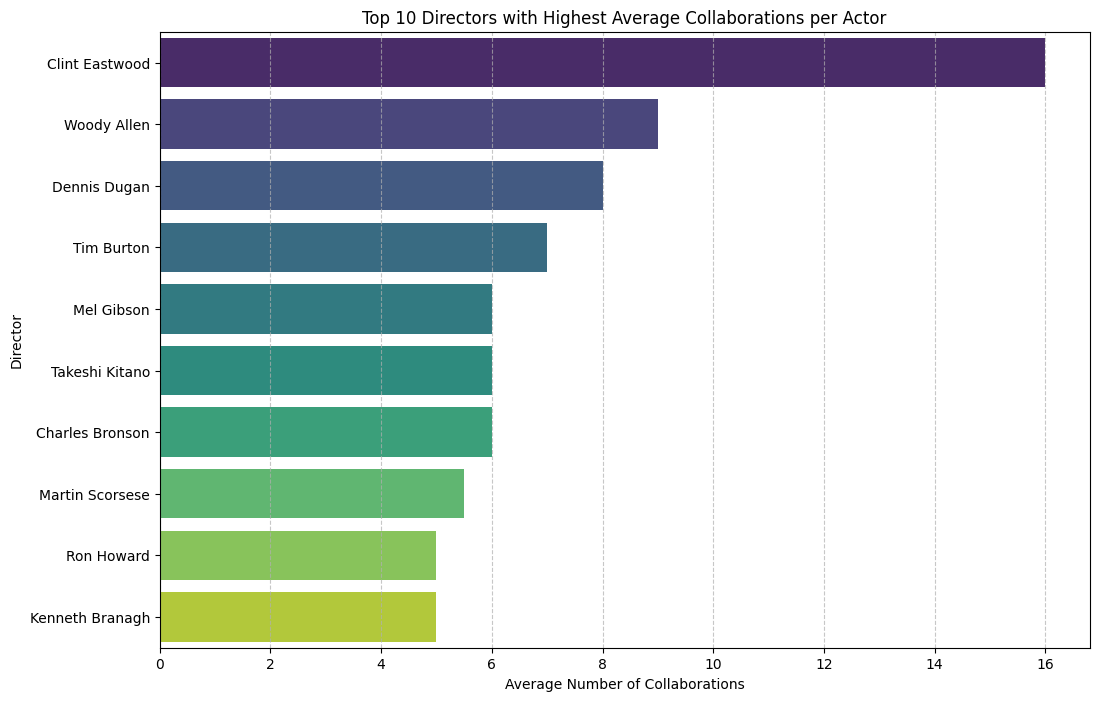 Top 10 Directors with Highest Average Collaborations per Actor
Director
Clint Eastwood
Woody Allen
Dennis Dugan
Tim Burton
Mel Gibson
Takeshi Kitano
Charles Bronson
Martin Scorsese
Ron Howard
Kenneth Branagh
0 2 4 6 8 10 12 14 16
Average Number of Collaborations